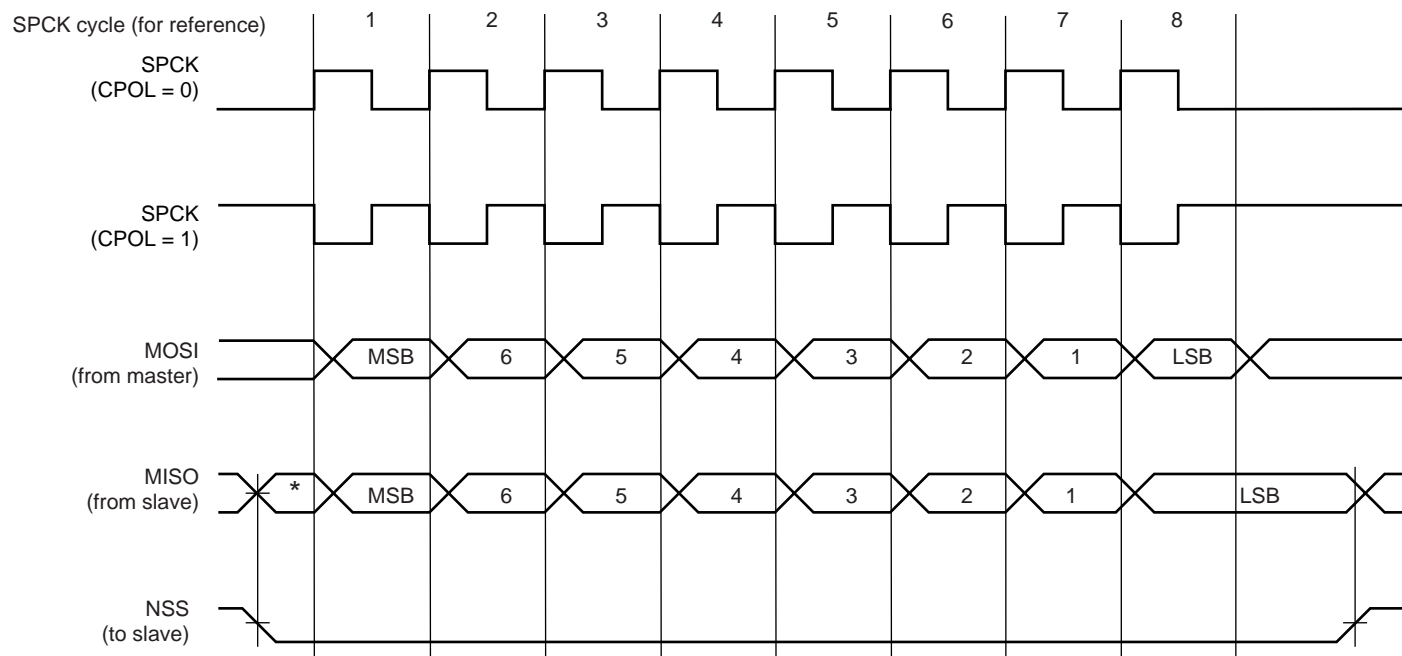 SPCK cycle (for reference)
1 2 3 4 5 6 7 8
SPCK
(CPOL = 0)
SPCK
(CPOL = 1)
MOSI
(from master)
MSB 6 5 4 3 2 1 LSB
MISO
(from slave)
* MSB 6 5 4 3 2 1 LSB
NSS
(to slave)